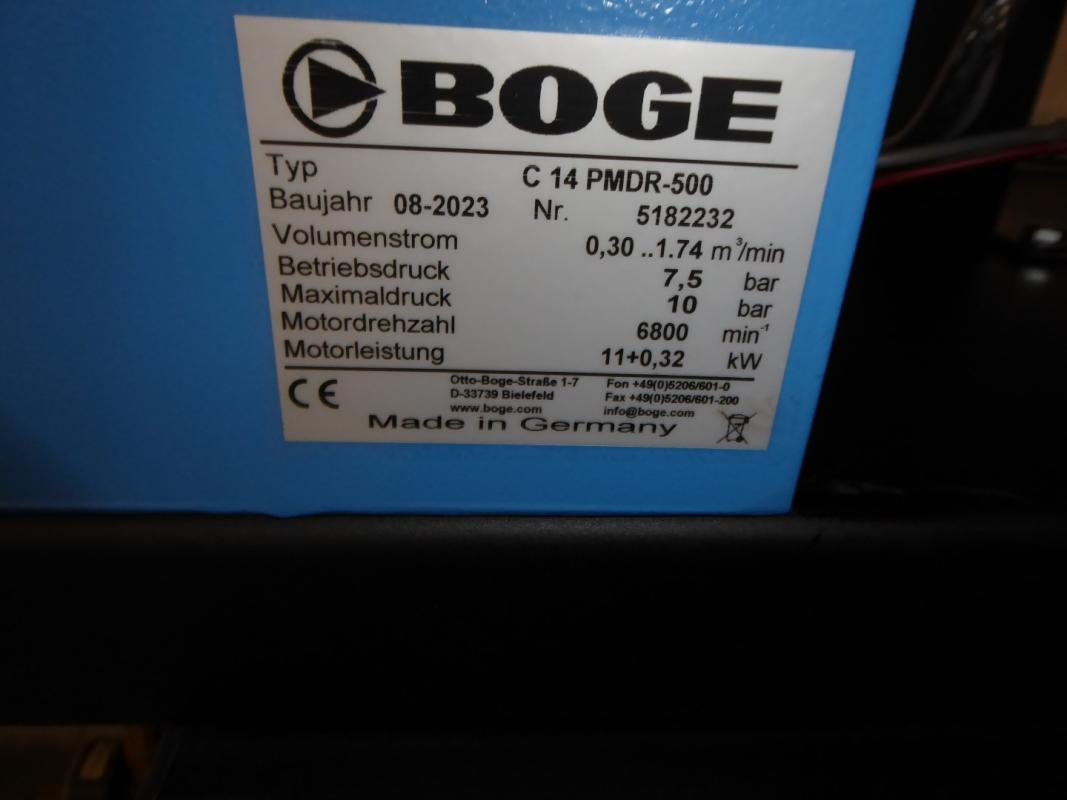 BOGE
Typ C 14 PMDR-500
Baujahr 08-2023 Nr. 5182232
Volumenstrom 0,30 ..1.74 m³/min
Betriebsdruck 7,5 bar
Maximaldruck 10 bar
Motordrehzahl 6800 min⁻¹
Motorleistung 11+0,32 kW
CE Otto-Boge-Straße 1-7 Fon +49(0)5206/601-0
D-33739 Bielefeld Fax +49(0)5206/601-200
www.boge.com info@boge.com
Made in Germany